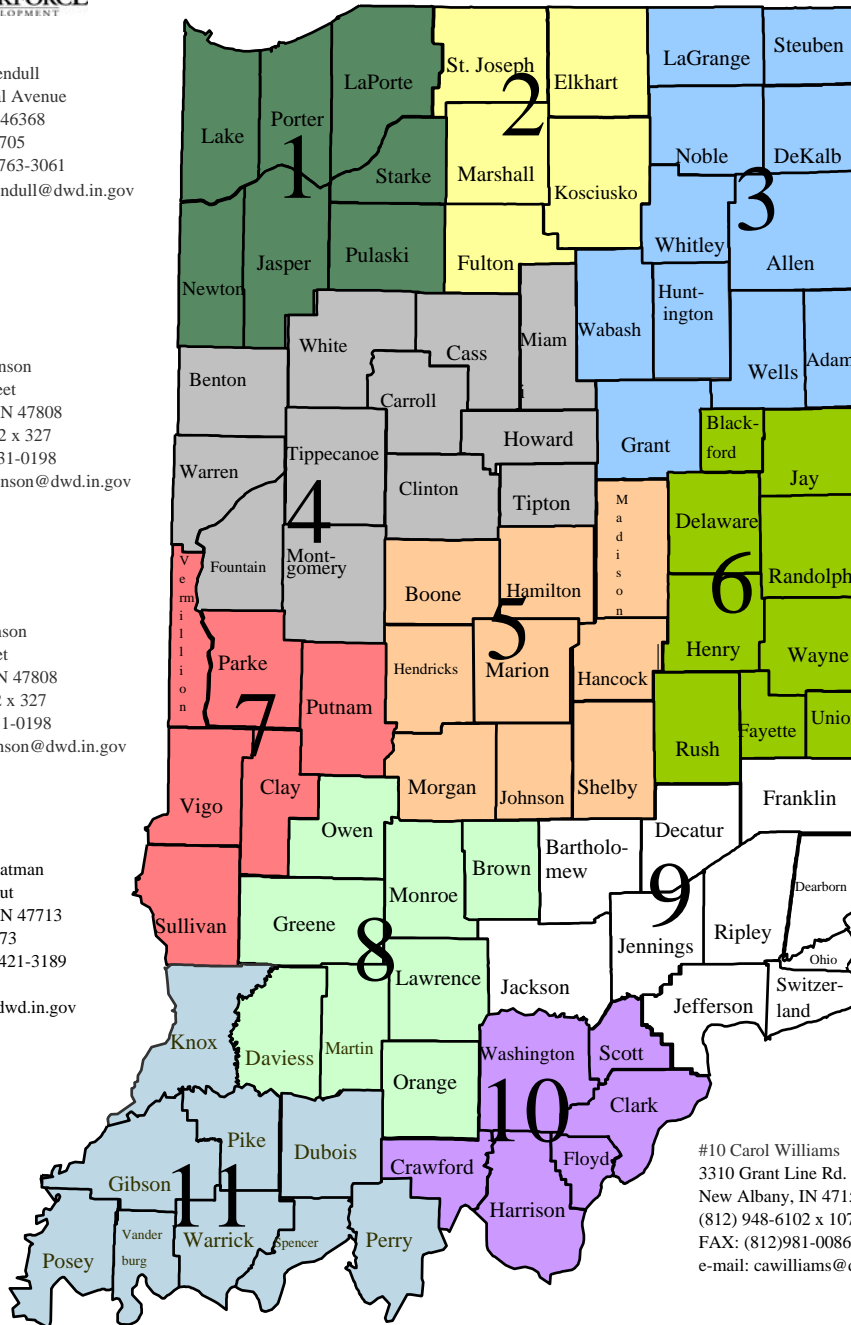 LOPMENT
endull
al Avenue
46368
705
763-3061
ndull@dwd.in.gov
nson
eet
N 47808
2 x 327
31-0198
nson@dwd.in.gov
nson
et
N 47808
2 x 327
1-0198
nson@dwd.in.gov
atman
ut
N 47713
73
421-3189
dwd.in.gov
Lake
Porter
LaPorte
1
Starke
Newton
Jasper
Pulaski
St. Joseph
Elkhart
2
Marshall
Kosciusko
Fulton
LaGrange
Steuben
Noble
DeKalb
3
Whitley
Allen
Wabash
Hunt-
ington
Wells
Adam
Grant
White
Cass
Miam
i
Benton
Carroll
Howard
Warren
Tippecanoe
Clinton
Tipton
4
Fountain
Mont-
gomery
Madison
Boone
Hamilton
5
Hendricks
Marion
Hancock
Morgan
Johnson
Shelby
Black-
ford
Jay
Delaware
Randolph
6
Henry
Wayne
Rush
Fayette
Union
Vermillion
Parke
Putnam
7
Vigo
Clay
Sullivan
Owen
Brown
Monroe
Greene
8
Lawrence
Daviess
Martin
Orange
Franklin
Decatur
Bartholo-
mew
9
Dearborn
Ripley
Jennings
Ohio
Jackson
Jefferson
Switzer-
land
Washington
Scott
10
Clark
Crawford
Floyd
Harrison
Knox
Pike
Dubois
Gibson
11
Posey
Vander
burg
Warrick
Spencer
Perry
#10 Carol Williams
3310 Grant Line Rd.
New Albany, IN 4715
(812) 948-6102 x 107
FAX: (812)981-0086
e-mail: cawilliams@d